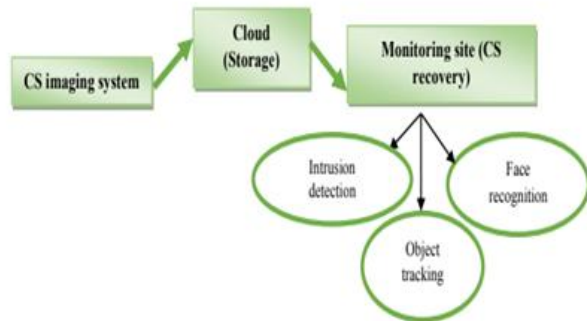 CS imaging system
Cloud
(Storage)
Monitoring site (CS
recovery)
Intrusion
detection
Object
tracking
Face
recognition